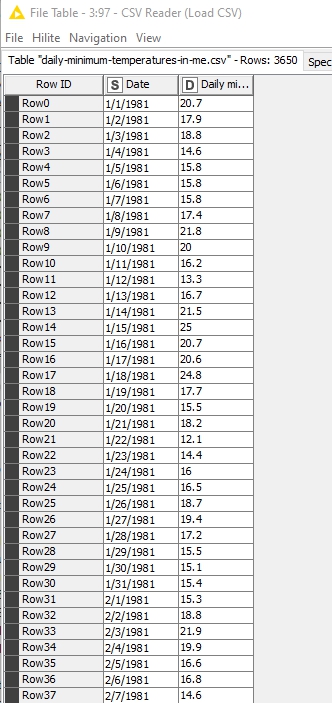 File Table - 3:97 - CSV Reader (Load CSV)
File Hilite Navigation View
Table "daily-minimum-temperatures-in-me.csv" - Rows: 3650 Spec
Row ID S Date D Daily mi...
Row0 1/1/1981 20.7
Row1 1/2/1981 17.9
Row2 1/3/1981 18.8
Row3 1/4/1981 14.6
Row4 1/5/1981 15.8
Row5 1/6/1981 15.8
Row6 1/7/1981 15.8
Row7 1/8/1981 17.4
Row8 1/9/1981 21.8
Row9 1/10/1981 20
Row10 1/11/1981 16.2
Row11 1/12/1981 13.3
Row12 1/13/1981 16.7
Row13 1/14/1981 21.5
Row14 1/15/1981 25
Row15 1/16/1981 20.7
Row16 1/17/1981 20.6
Row17 1/18/1981 24.8
Row18 1/19/1981 17.7
Row19 1/20/1981 15.5
Row20 1/21/1981 18.2
Row21 1/22/1981 12.1
Row22 1/23/1981 14.4
Row23 1/24/1981 16
Row24 1/25/1981 16.5
Row25 1/26/1981 18.7
Row26 1/27/1981 19.4
Row27 1/28/1981 17.2
Row28 1/29/1981 15.5
Row29 1/30/1981 15.1
Row30 1/31/1981 15.4
Row31 2/1/1981 15.3
Row32 2/2/1981 18.8
Row33 2/3/1981 21.9
Row34 2/4/1981 19.9
Row35 2/5/1981 16.6
Row36 2/6/1981 16.8
Row37 2/7/1981 14.6